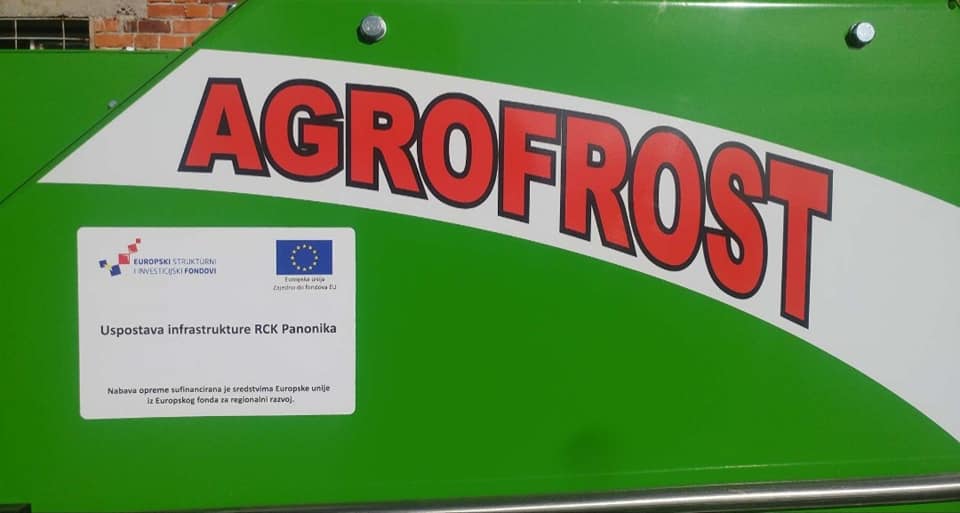 AGROFROST
EUROPSKI STRUKTURNI
I INVESTICIJSKI FONDOVI
Europska unija
Zajedno do fondova EU
Uspostava infrastrukture RCK Panonika
Nabava opreme sufinancirana je sredstvima Europske unije
iz Europskog fonda za regionalni razvoj.